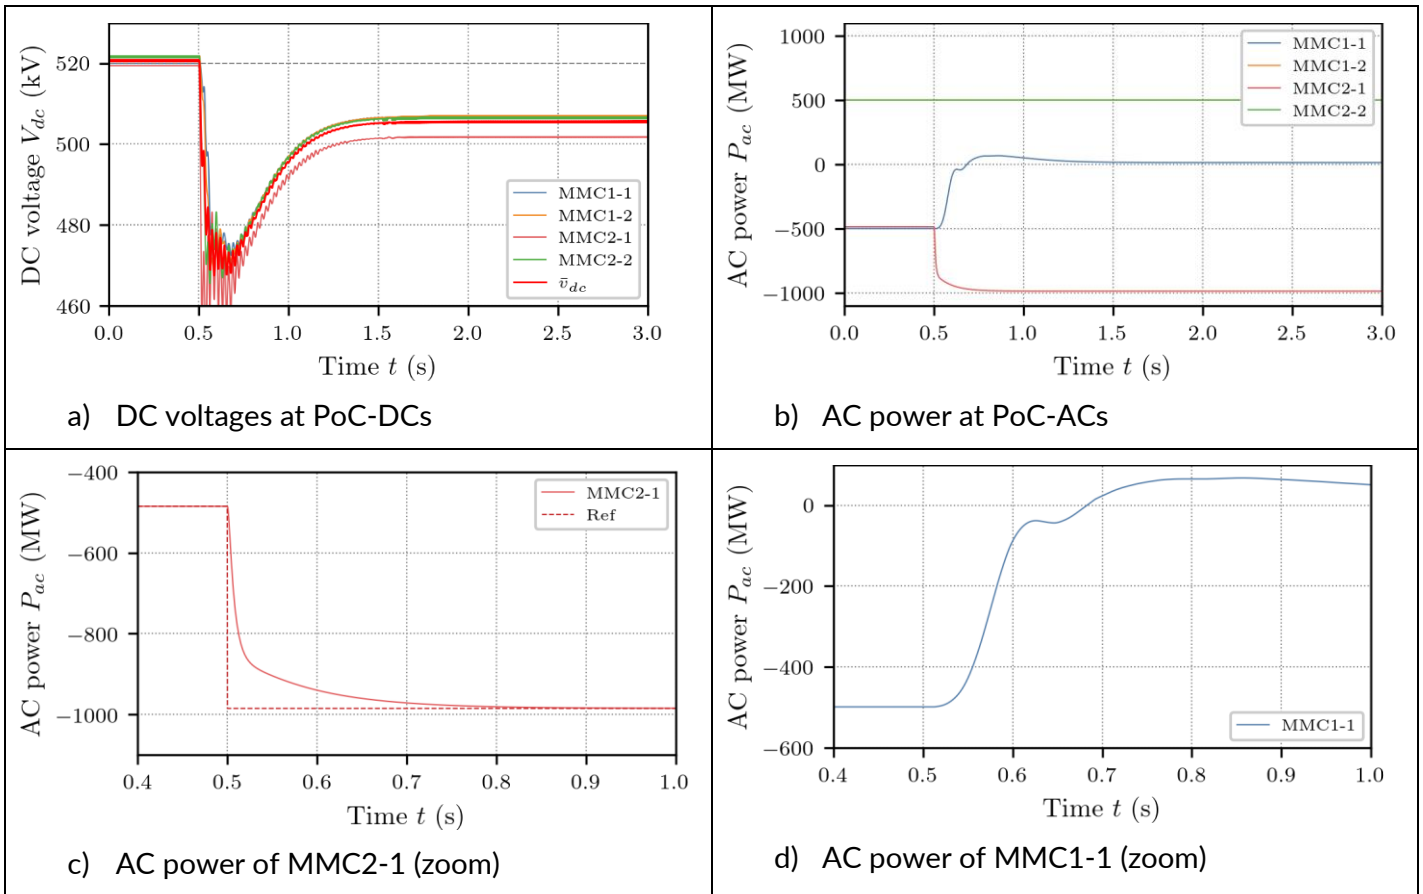 DC voltage V_dc (kV)
520
500
480
460
0.0 0.5 1.0 1.5 2.0 2.5 3.0
Time t (s)
MMC1-1
MMC1-2
MMC2-1
MMC2-2
v̄_dc
a) DC voltages at PoC-DCs
AC power P_ac (MW)
1000
500
0
−500
−1000
0.0 0.5 1.0 1.5 2.0 2.5 3.0
Time t (s)
MMC1-1
MMC1-2
MMC2-1
MMC2-2
b) AC power at PoC-ACs
AC power P_ac (MW)
−400
−600
−800
−1000
0.4 0.5 0.6 0.7 0.8 0.9 1.0
Time t (s)
MMC2-1
Ref
c) AC power of MMC2-1 (zoom)
AC power P_ac (MW)
0
−200
−400
−600
0.4 0.5 0.6 0.7 0.8 0.9 1.0
Time t (s)
MMC1-1
d) AC power of MMC1-1 (zoom)